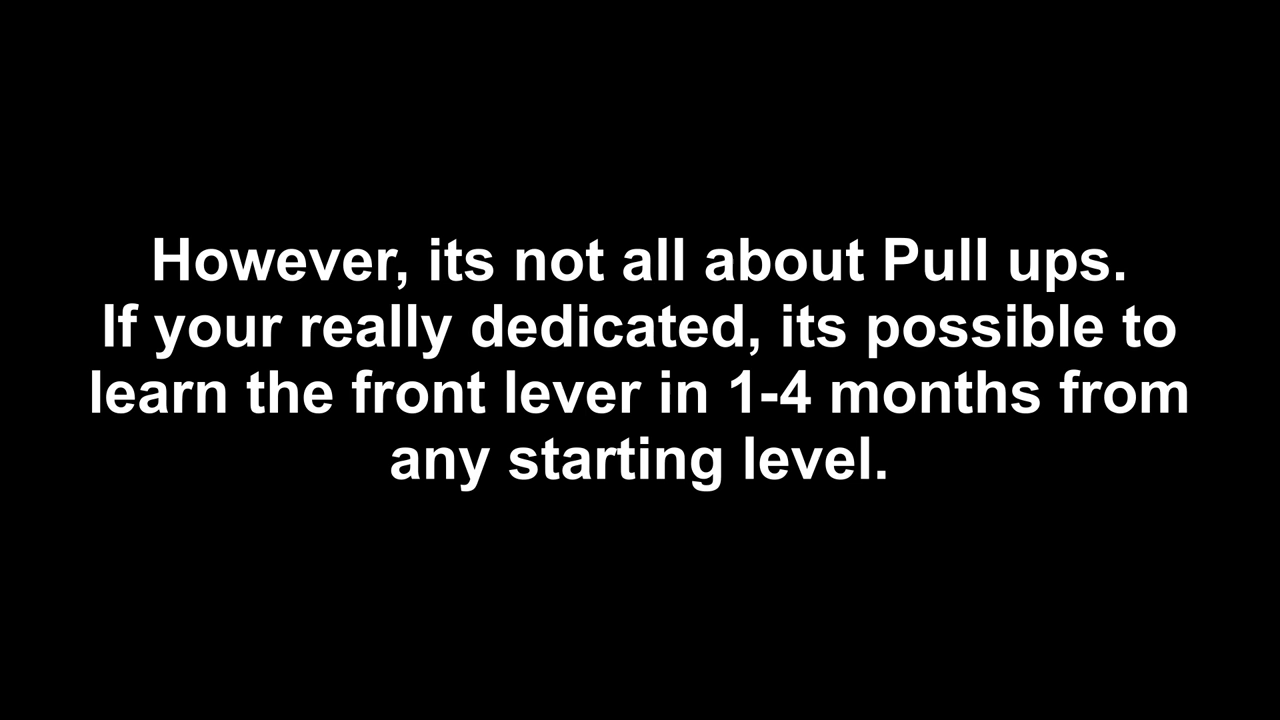 However, its not all about Pull ups.
If your really dedicated, its possible to
learn the front lever in 1-4 months from
any starting level.